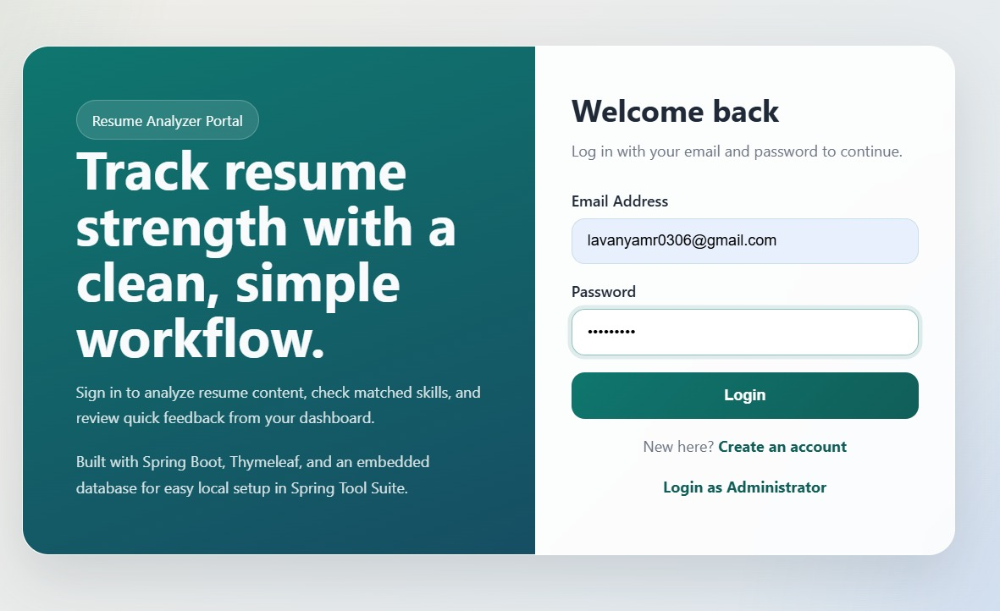 Resume Analyzer Portal
Track resume
strength with a
clean, simple
workflow.
Sign in to analyze resume content, check matched skills, and
review quick feedback from your dashboard.
Built with Spring Boot, Thymeleaf, and an embedded
database for easy local setup in Spring Tool Suite.
Welcome back
Log in with your email and password to continue.
Email Address
lavanyamr0306@gmail.com
Password
•••••••••
Login
New here? Create an account
Login as Administrator